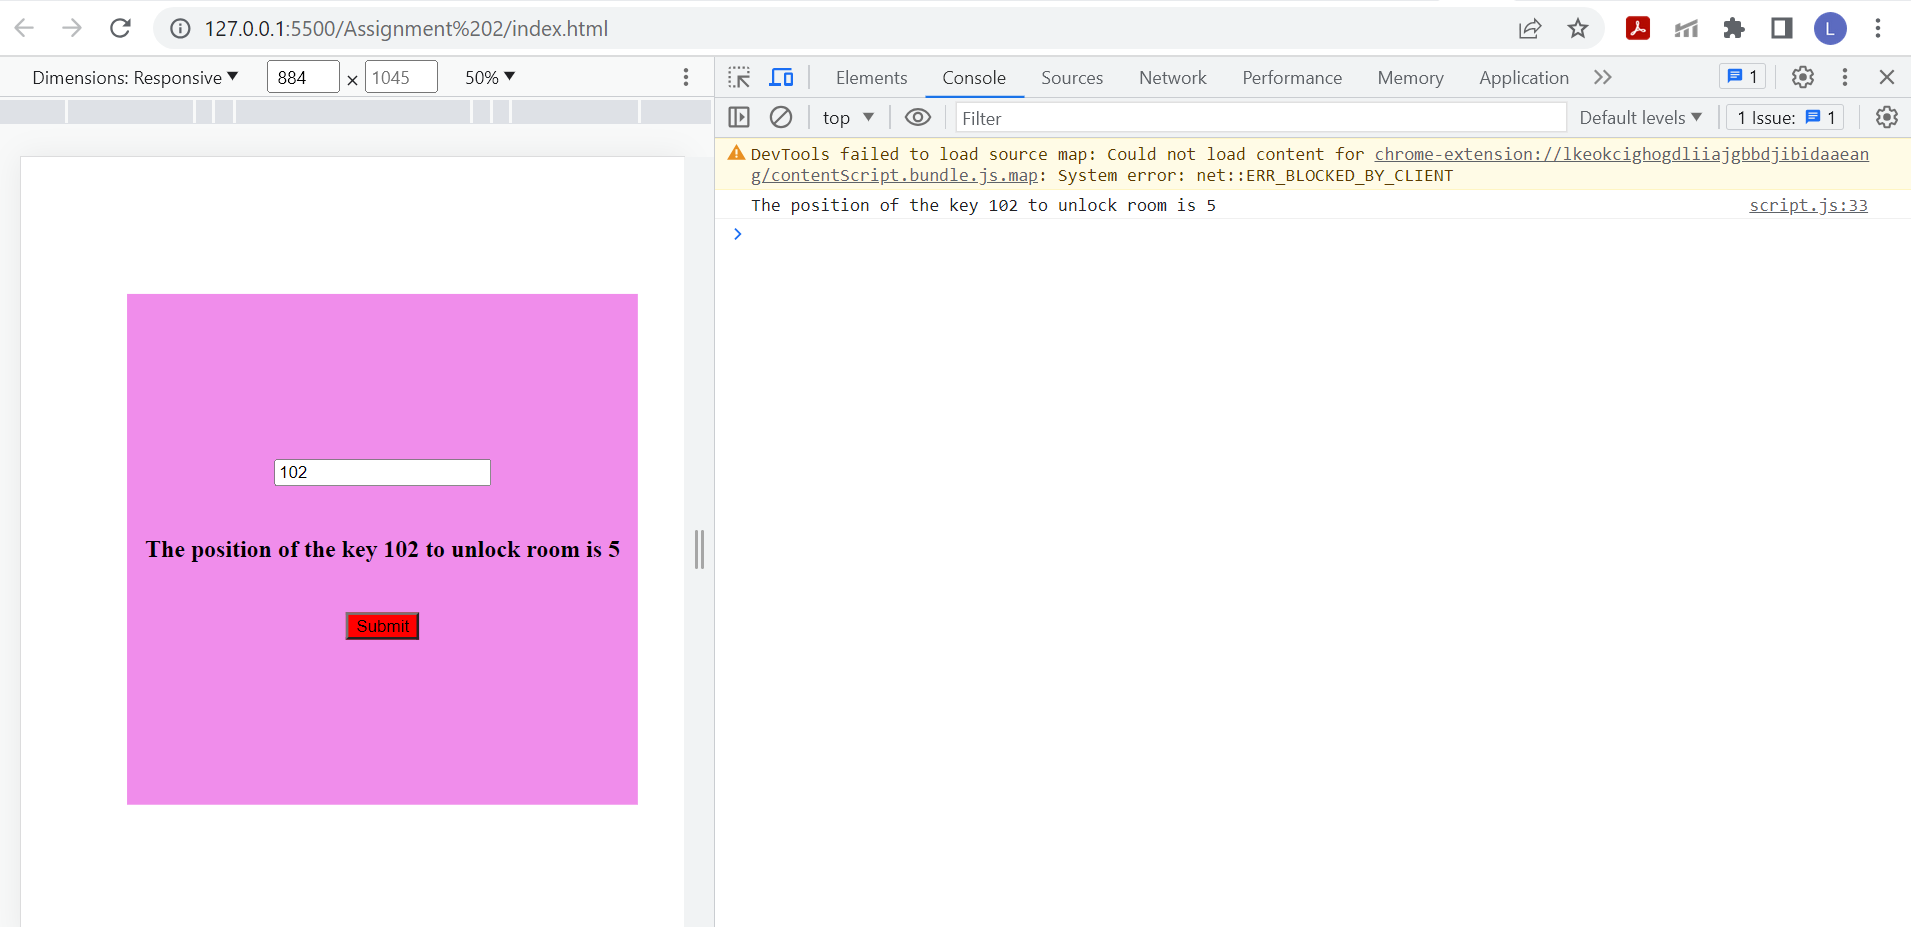 127.0.0.1:5500/Assignment%202/index.html
L
Dimensions: Responsive 884 × 1045 50%
Elements Console Sources Network Performance Memory Application 1
top Filter Default levels 1 Issue: 1
DevTools failed to load source map: Could not load content for chrome-extension://lkeokcighogdliiajgbbdjibidaaean
g/contentScript.bundle.js.map: System error: net::ERR_BLOCKED_BY_CLIENT
The position of the key 102 to unlock room is 5 script.js:33
102
The position of the key 102 to unlock room is 5
Submit